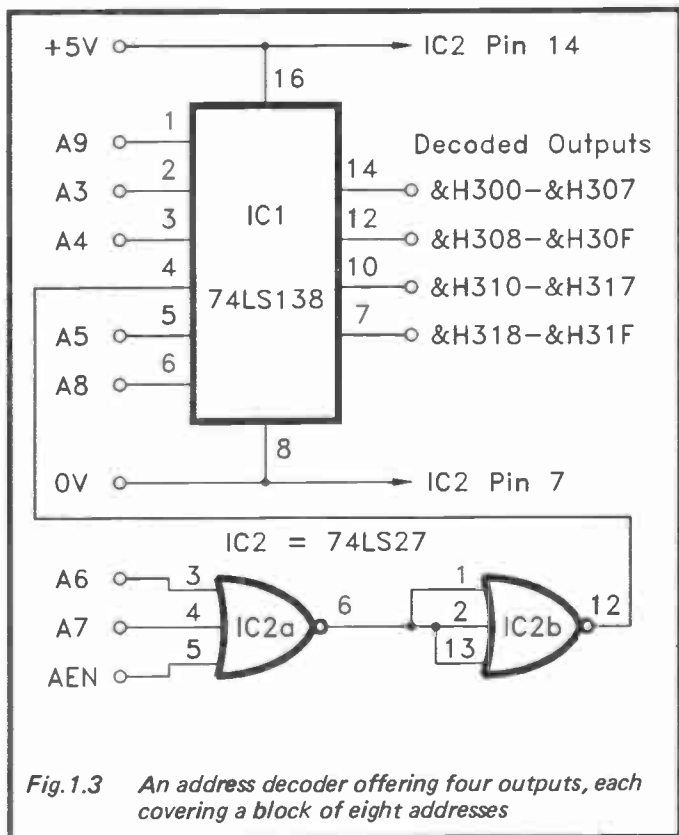 +5V
IC2 Pin 14
16
A9
1
Decoded Outputs
A3
2
14
&H300-&H307
A4
3
IC1
12
&H308-&H30F
4
74LS138
10
&H310-&H317
A5
5
7
&H318-&H31F
A8
6
8
0V
IC2 Pin 7
IC2 = 74LS27
A6
3
1
A7
4
IC2a
6
2
IC2b
12
AEN
5
13
Fig.1.3 An address decoder offering four outputs, each
covering a block of eight addresses